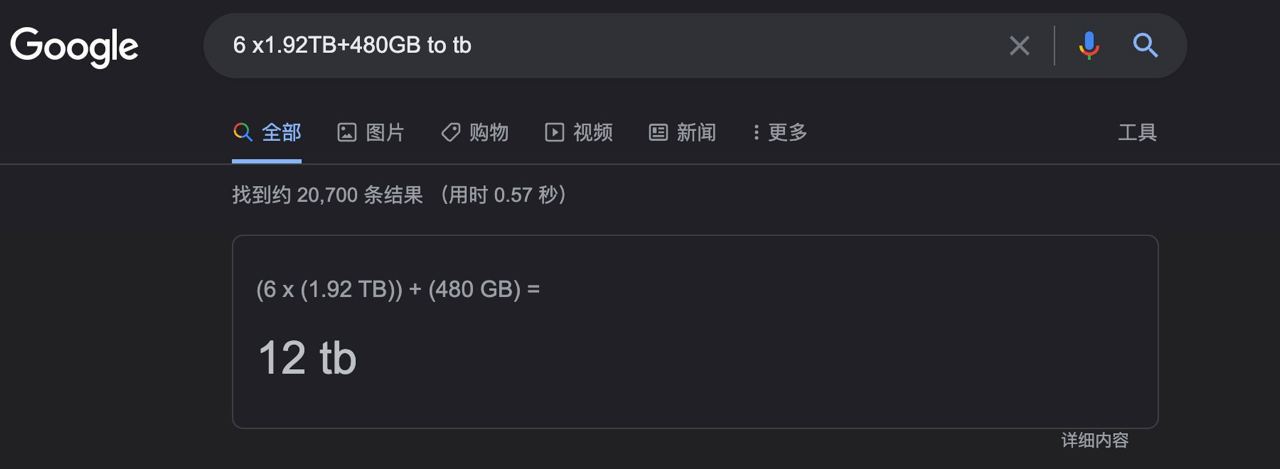 Google
6 x1.92TB+480GB to tb
全部 图片 购物 视频 新闻 更多 工具
找到约 20,700 条结果 （用时 0.57 秒）
(6 x (1.92 TB)) + (480 GB) =
12 tb
详细内容